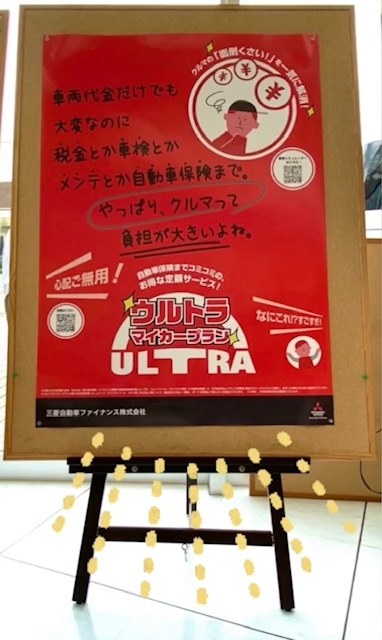 クルマの「面倒くさい!」を一気に解消!
車両代金だけでも
大変なのに
税金とか車検とか
メンテとか自動車保険まで。
やっぱり、クルマって
負担が大きいよね。
心配ご無用!
自動車保険までコミコミの、
お得な定額サービス!
ウルトラ
マイカープラン
ULTRA
なにこれ!?すごすぎ!
三菱自動車ファイナンス株式会社